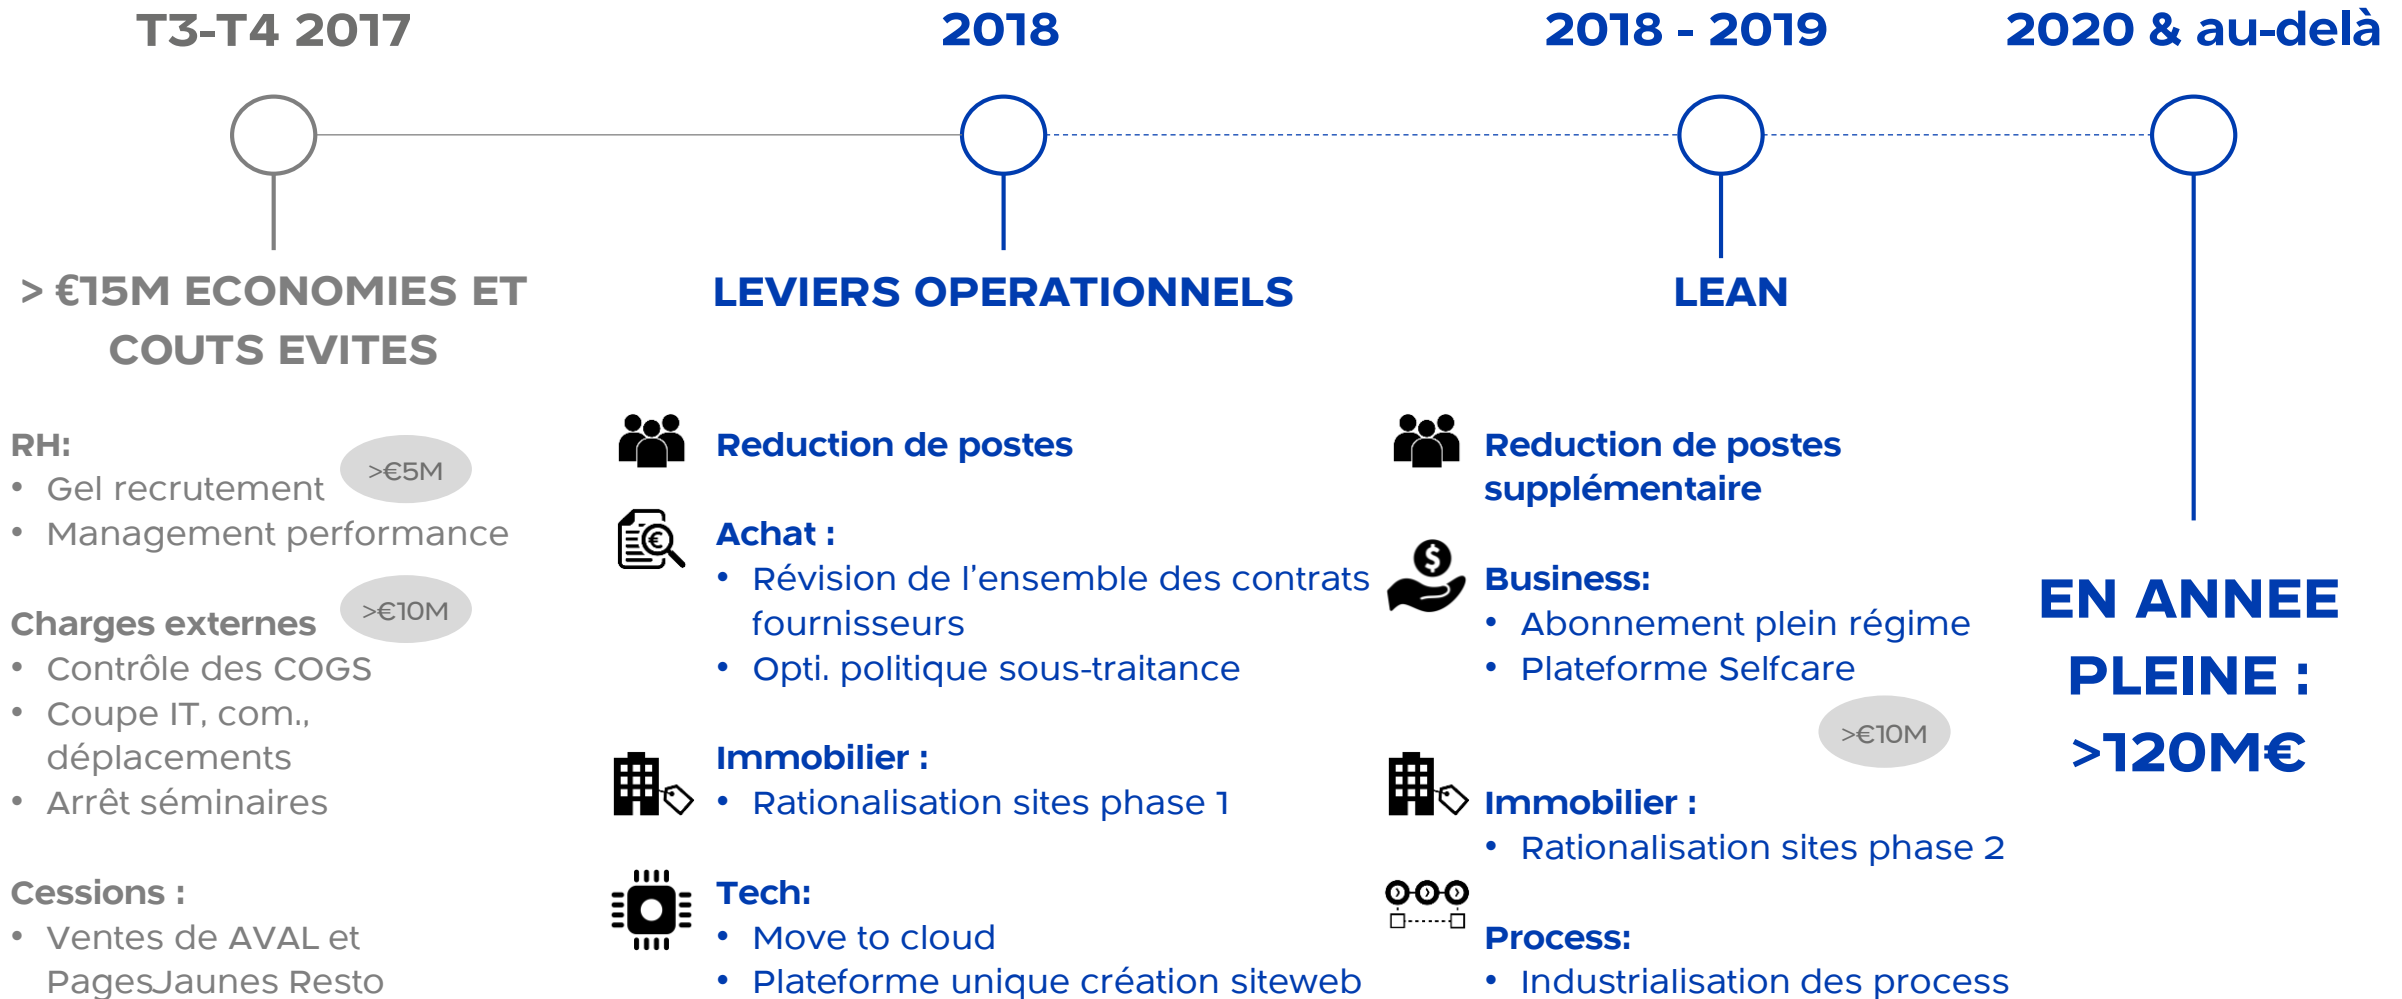 T3-T4 2017
> €15M ECONOMIES ET
COUTS EVITES
RH:
• Gel recrutement
>€5M
• Management performance
Charges externes
>€10M
• Contrôle des COGS
• Coupe IT, com.,
déplacements
• Arrêt séminaires
Cessions :
• Ventes de AVAL et
PagesJaunes Resto
2018
LEVIERS OPERATIONNELS
Reduction de postes
Achat :
• Révision de l'ensemble des contrats
fournisseurs
• Opti. politique sous-traitance
Immobilier :
• Rationalisation sites phase 1
Tech:
• Move to cloud
• Plateforme unique création siteweb
2018 - 2019
LEAN
Reduction de postes
supplémentaire
Business:
• Abonnement plein régime
• Plateforme Selfcare
>€10M
Immobilier :
• Rationalisation sites phase 2
Process:
• Industrialisation des process
2020 & au-delà
EN ANNEE
PLEINE :
>120M€